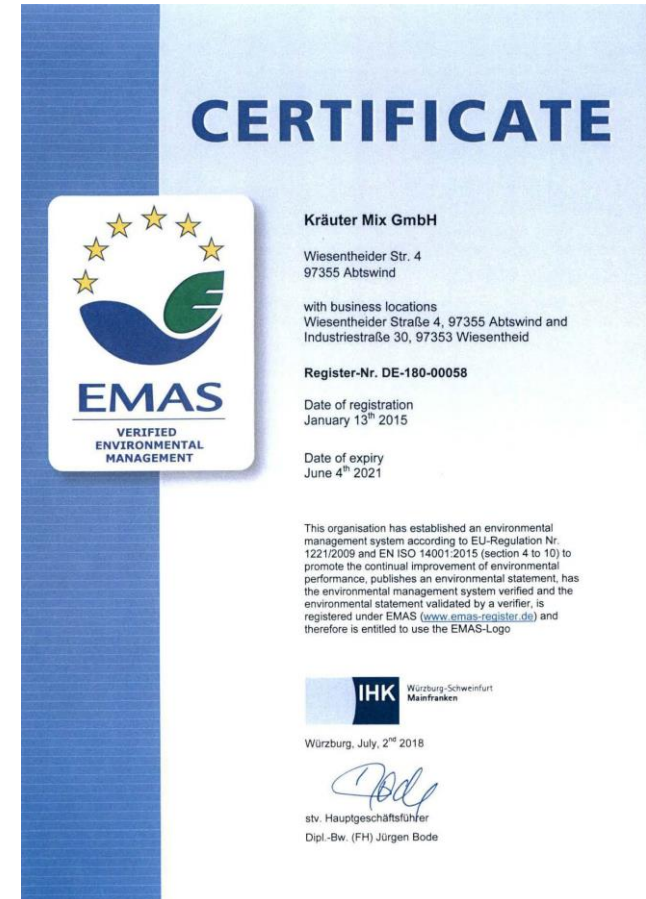 CERTIFICATE
EMAS
VERIFIED
ENVIRONMENTAL
MANAGEMENT
Kräuter Mix GmbH
Wiesentheider Str. 4
97355 Abtswind
with business locations
Wiesentheider Straße 4, 97355 Abtswind and
Industriestraße 30, 97353 Wiesentheid
Register-Nr. DE-180-00058
Date of registration
January 13th 2015
Date of expiry
June 4th 2021
This organisation has established an environmental
management system according to EU-Regulation Nr.
1221/2009 and EN ISO 14001:2015 (section 4 to 10) to
promote the continual improvement of environmental
performance, publishes an environmental statement, has
the environmental management system verified and the
environmental statement validated by a verifier, is
registered under EMAS (www.emas-register.de) and
therefore is entitled to use the EMAS-Logo
IHK Würzburg-Schweinfurt
Mainfranken
Würzburg, July, 2nd 2018
Bode
stv. Hauptgeschäftsführer
Dipl.-Bw. (FH) Jürgen Bode